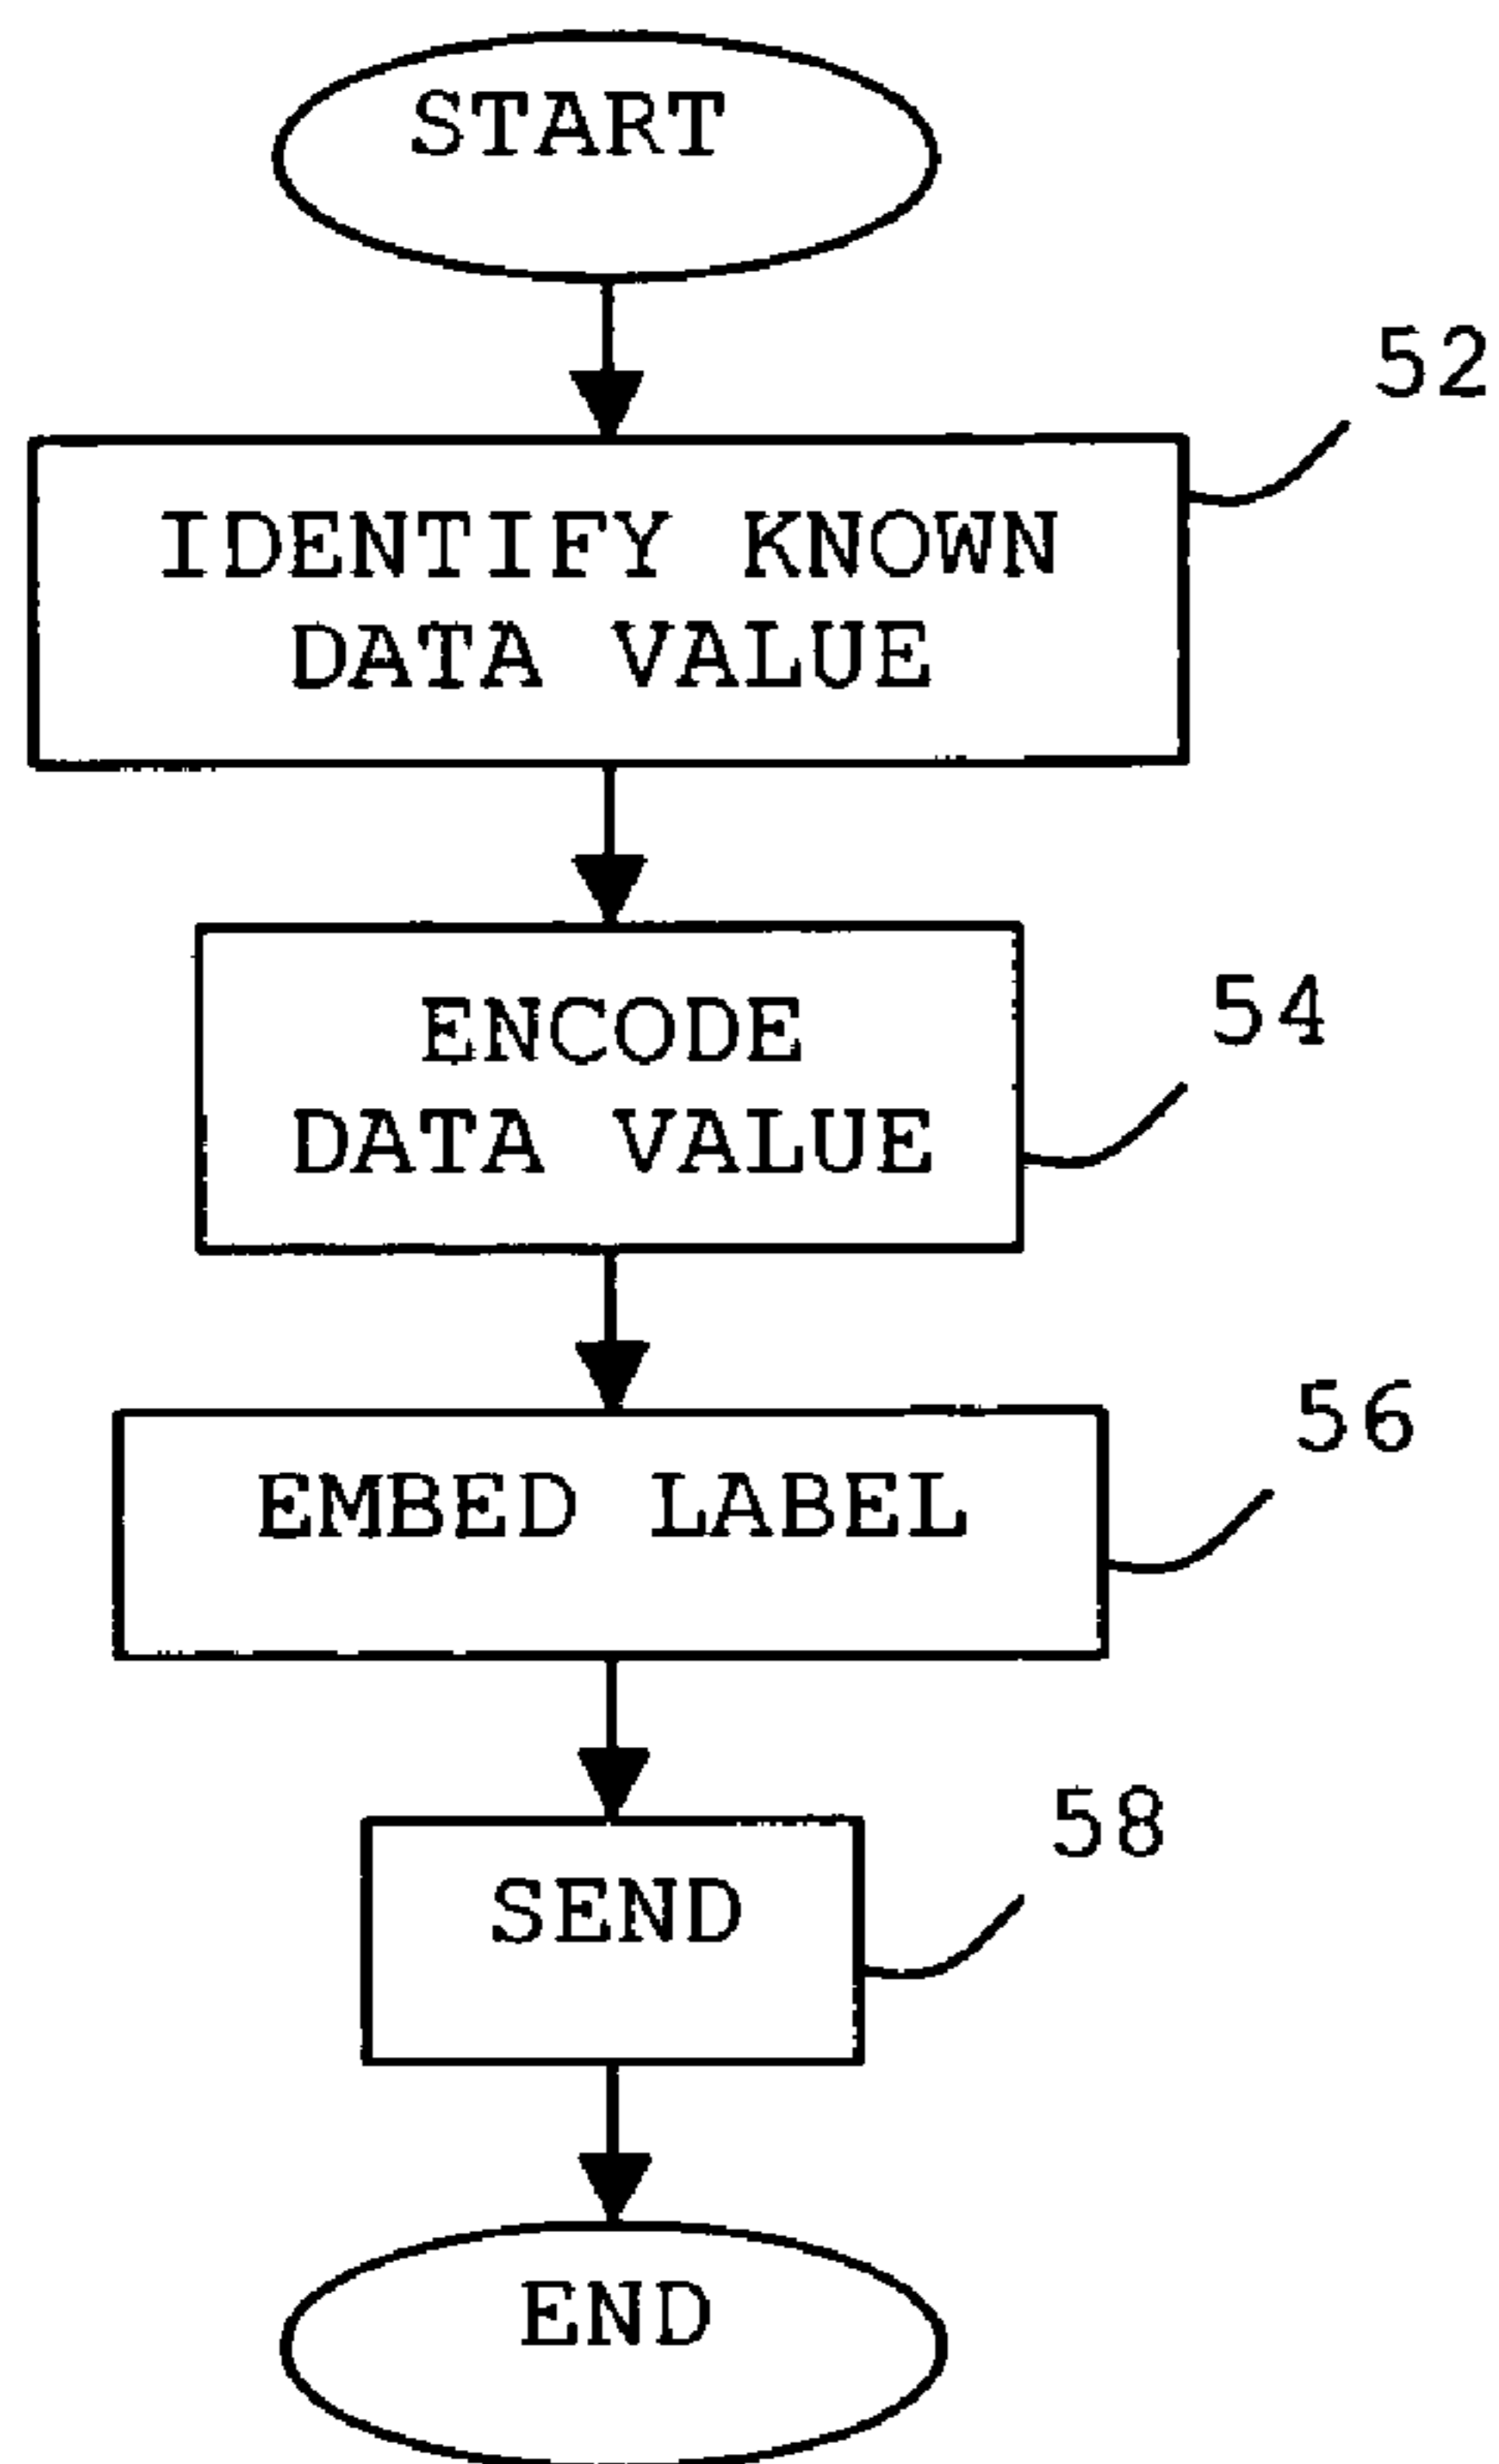 START
52
IDENTIFY KNOWN
DATA VALUE
54
ENCODE
DATA VALUE
56
EMBED LABEL
58
SEND
END